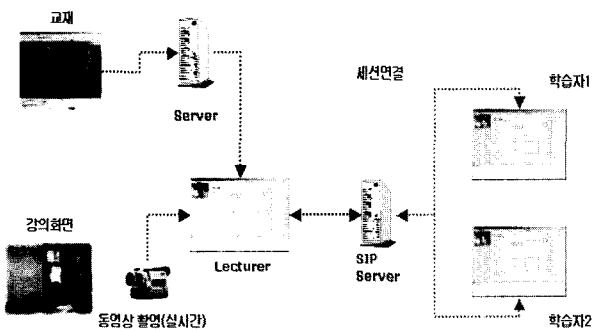 교재
Server
세션연결
학습자1
강의화면
Lecturer
SIP
Server
동영상 촬영(실시간)
학습자2